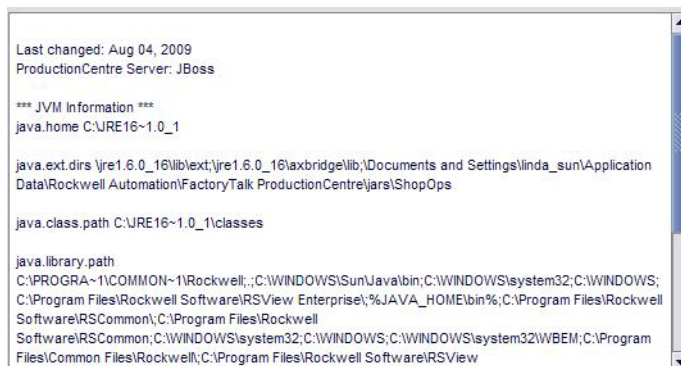 Last changed: Aug 04, 2009
ProductionCentre Server: JBoss
*** JVM Information ***
java.home C:\JRE16~1.0_1
java.ext.dirs \jre1.6.0_16\lib\ext;\jre1.6.0_16\axbridge\lib;\Documents and Settings\linda_sun\Application
Data\Rockwell Automation\FactoryTalk ProductionCentre\jars\ShopOps
java.class.path C:\JRE16~1.0_1\classes
java.library.path
C:\PROGRA~1\COMMON~1\Rockwell;.;C:\WINDOWS\Sun\Java\bin;C:\WINDOWS\system32;C:\WINDOWS;
C:\Program Files\Rockwell Software\RSView Enterprise\;%JAVA_HOME\bin%;C:\Program Files\Rockwell
Software\RSCommon\;C:\Program Files\Rockwell
Software\RSCommon;C:\WINDOWS\system32;C:\WINDOWS;C:\WINDOWS\system32\WBEM;C:\Program
Files\Common Files\Rockwell\;C:\Program Files\Rockwell Software\RSView